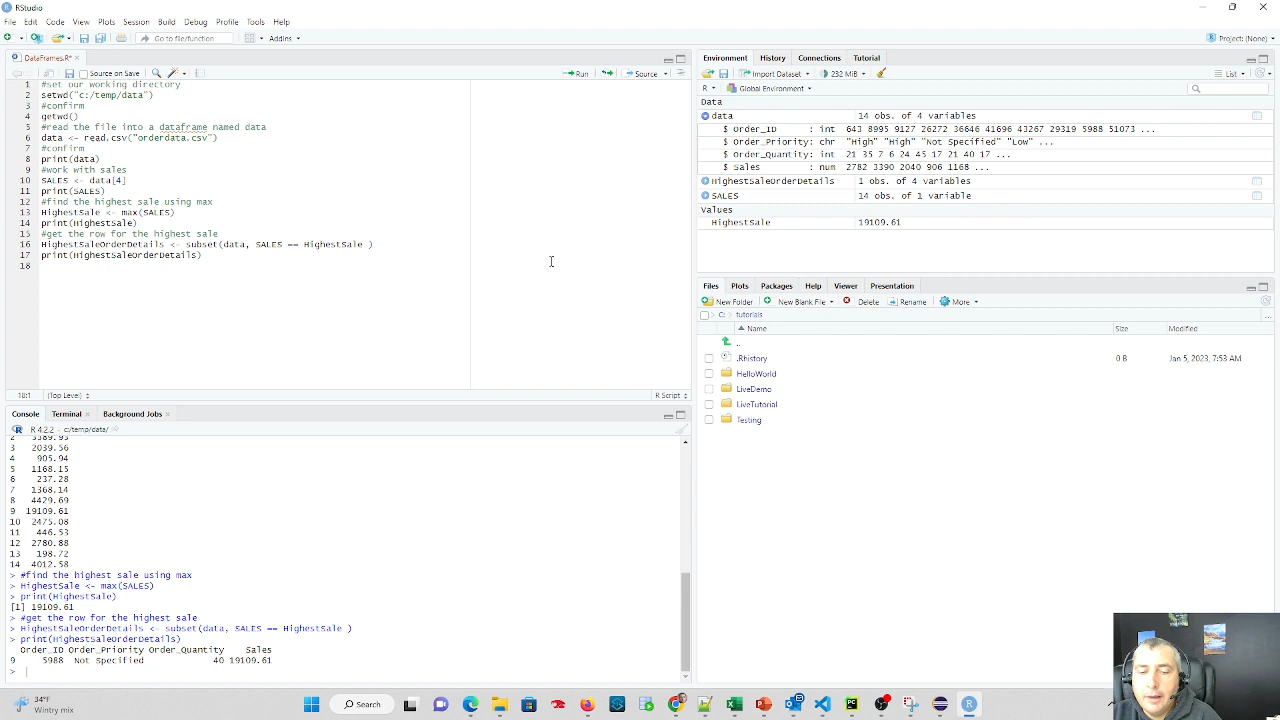 RStudio
File Edit Code View Plots Session Build Debug Profile Tools Help
Go to file/function Addins Project: (None)
DataFrames.R*
Source on Save Run Source
1 #set our working directory
2 setwd("c:/temp/data")
3 #confirm
4 getwd()
5 #read the file into a dataframe named data
6 data <- read.csv("orderdata.csv")
7 #confirm
8 print(data)
9 #work with sales
10 SALES <- data[4]
11 print(SALES)
12 #find the highest sale using max
13 HighestSale <- max(SALES)
14 print(HighestSale)
15 #get the row for the highest sale
16 HighestSaleOrderDetails <- subset(data, SALES == HighestSale )
17 print(HighestSaleOrderDetails)
18
18:1 (Top Level) R Script
Console Terminal Background Jobs
R 4.2.2 · c:/temp/data/
2 3389.93
3 2039.56
4 905.94
5 1168.15
6 237.28
7 1368.14
8 4429.69
9 19109.61
10 2475.08
11 446.53
12 2780.88
13 198.72
14 4012.58
> #find the highest sale using max
> HighestSale <- max(SALES)
> print(HighestSale)
[1] 19109.61
> #get the row for the highest sale
> HighestSaleOrderDetails <- subset(data, SALES == HighestSale )
> print(HighestSaleOrderDetails)
Order_ID Order_Priority Order_Quantity Sales
9 5988 Not Specified 40 19109.61
>
Environment History Connections Tutorial
Import Dataset 232 MiB List
R Global Environment
Data
data 14 obs. of 4 variables
$ Order_ID : int 643 8995 9127 26272 36646 41696 43267 29319 5988 51073 ...
$ Order_Priority: chr "High" "High" "Not Specified" "Low" ...
$ Order_Quantity: int 21 35 7 6 24 45 17 21 40 17 ...
$ Sales : num 2782 3390 2040 906 1168 ...
HighestSaleOrderDetails 1 obs. of 4 variables
SALES 14 obs. of 1 variable
Values
HighestSale 19109.61
Files Plots Packages Help Viewer Presentation
New Folder New Blank File Delete Rename More
C: tutorials ...
Name Size Modified
..
.Rhistory 0 B Jan 5, 2023, 7:53 AM
HelloWorld
LiveDemo
LiveTutorial
Testing
34°F
Wintry mix
Search